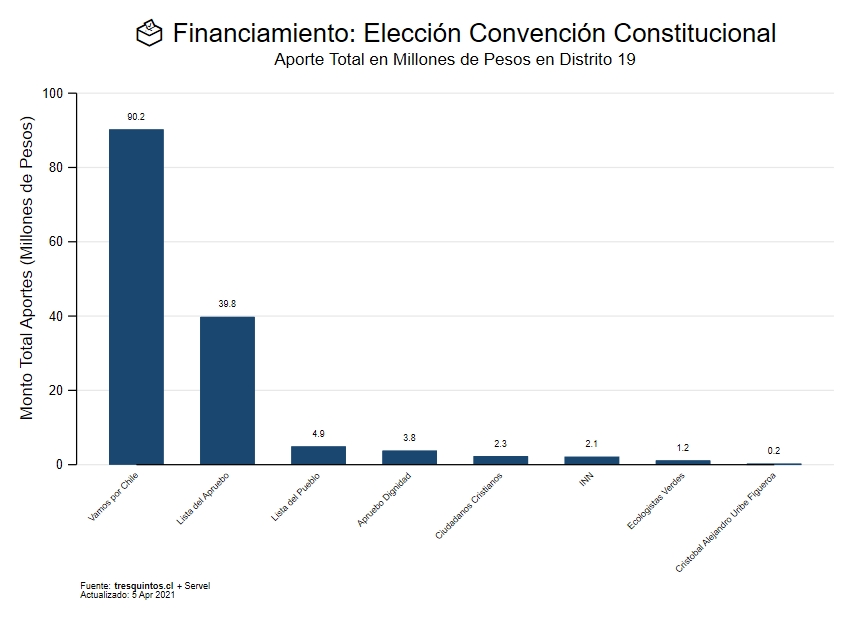 Financiamiento: Elección Convención Constitucional
Aporte Total en Millones de Pesos en Distrito 19
Monto Total Aportes (Millones de Pesos)
100
80
60
40
20
0
90.2
39.8
4.9
3.8
2.3
2.1
1.2
0.2
Vamos por Chile
Lista del Apruebo
Lista del Pueblo
Apruebo Dignidad
Ciudadanos Cristianos
INN
Ecologistas Verdes
Cristobal Alejandro Uribe Figueroa
Fuente: tresquintos.cl + Servel
Actualizado: 5 Apr 2021